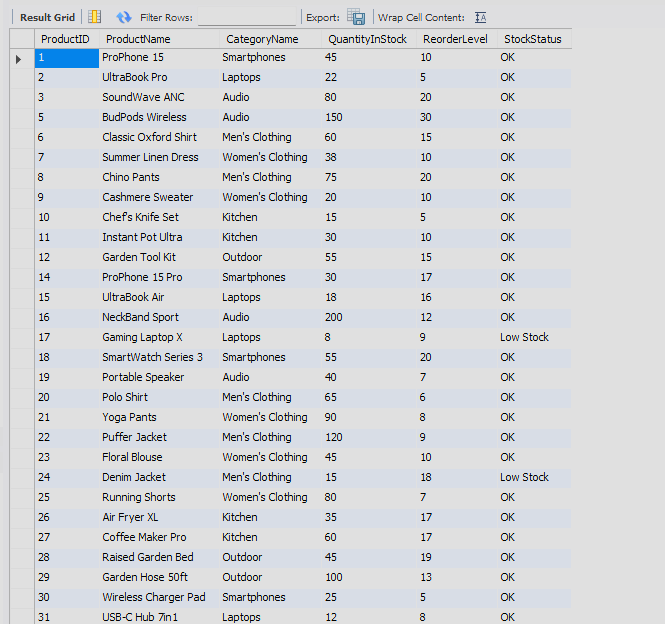 Result Grid Filter Rows: Export: Wrap Cell Content:
ProductID ProductName CategoryName QuantityInStock ReorderLevel StockStatus
1 ProPhone 15 Smartphones 45 10 OK
2 UltraBook Pro Laptops 22 5 OK
3 SoundWave ANC Audio 80 20 OK
5 BudPods Wireless Audio 150 30 OK
6 Classic Oxford Shirt Men's Clothing 60 15 OK
7 Summer Linen Dress Women's Clothing 38 10 OK
8 Chino Pants Men's Clothing 75 20 OK
9 Cashmere Sweater Women's Clothing 20 10 OK
10 Chef's Knife Set Kitchen 15 5 OK
11 Instant Pot Ultra Kitchen 30 10 OK
12 Garden Tool Kit Outdoor 55 15 OK
14 ProPhone 15 Pro Smartphones 30 17 OK
15 UltraBook Air Laptops 18 16 OK
16 NeckBand Sport Audio 200 12 OK
17 Gaming Laptop X Laptops 8 9 Low Stock
18 SmartWatch Series 3 Smartphones 55 20 OK
19 Portable Speaker Audio 40 7 OK
20 Polo Shirt Men's Clothing 65 6 OK
21 Yoga Pants Women's Clothing 90 8 OK
22 Puffer Jacket Men's Clothing 120 9 OK
23 Floral Blouse Women's Clothing 45 10 OK
24 Denim Jacket Men's Clothing 15 18 Low Stock
25 Running Shorts Women's Clothing 80 7 OK
26 Air Fryer XL Kitchen 35 17 OK
27 Coffee Maker Pro Kitchen 60 17 OK
28 Raised Garden Bed Outdoor 45 19 OK
29 Garden Hose 50ft Outdoor 100 13 OK
30 Wireless Charger Pad Smartphones 25 5 OK
31 USB-C Hub 7in1 Laptops 12 8 OK